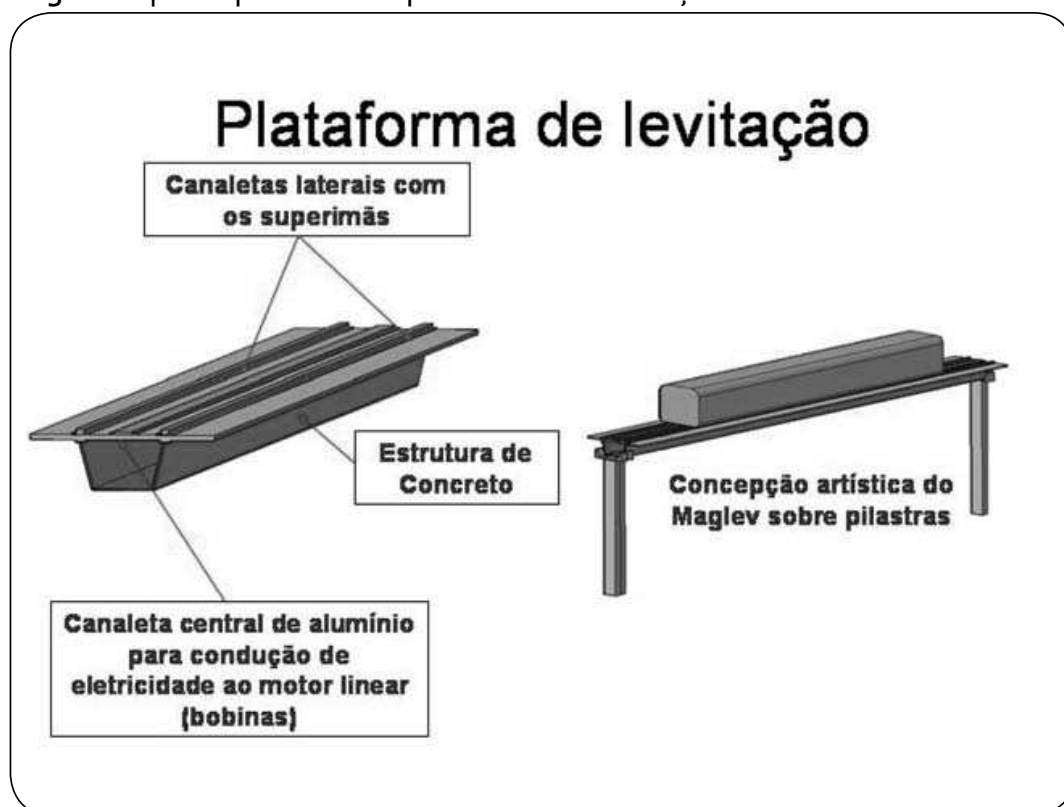 Plataforma de levitação
Canaletas laterais com
os superimãs
Estrutura de
Concreto
Concepção artística do
Maglev sobre pilastras
Canaleta central de alumínio
para condução de
eletricidade ao motor linear
(bobinas)